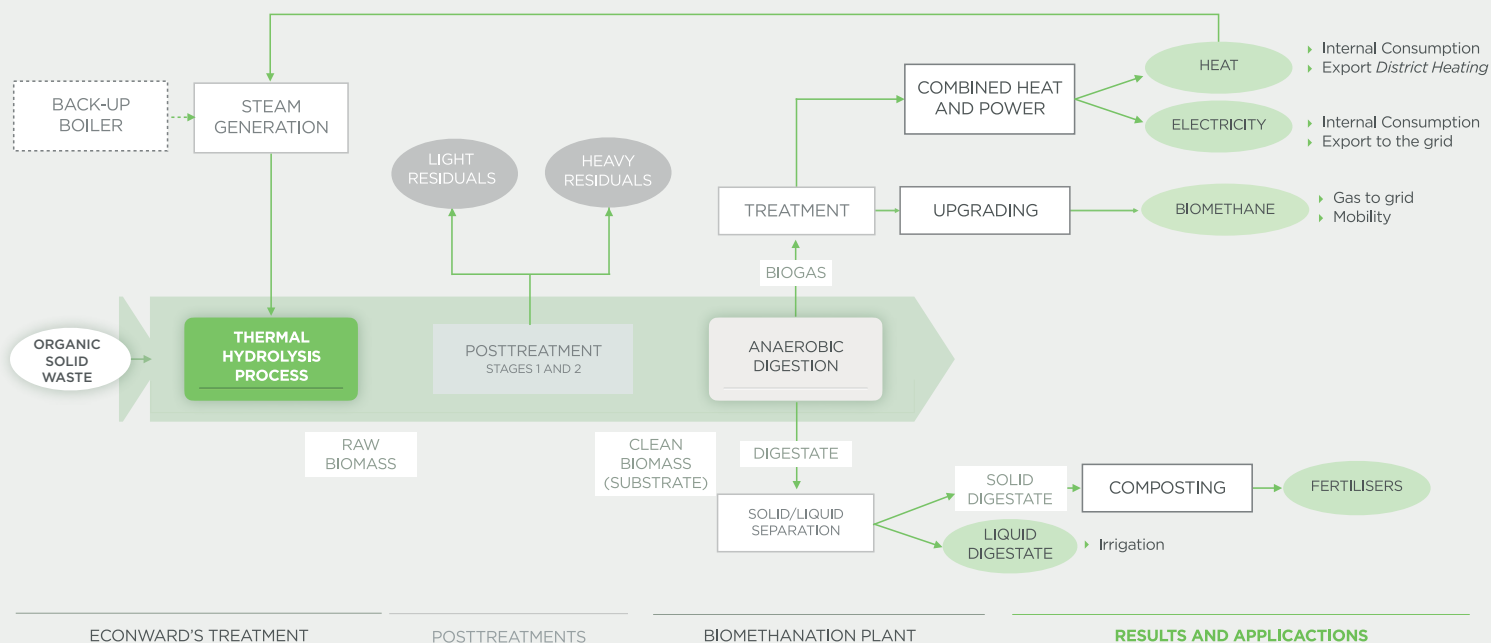 BACK-UP
BOILER
STEAM
GENERATION
LIGHT
RESIDUALS
HEAVY
RESIDUALS
COMBINED HEAT
AND POWER
HEAT
Internal Consumption
Export District Heating
ELECTRICITY
Internal Consumption
Export to the grid
TREATMENT
UPGRADING
BIOMETHANE
Gas to grid
Mobility
BIOGAS
ORGANIC
SOLID
WASTE
THERMAL
HYDROLYSIS
PROCESS
POSTTREATMENT
STAGES 1 AND 2
ANAEROBIC
DIGESTION
RAW
BIOMASS
CLEAN
BIOMASS
(SUBSTRATE)
DIGESTATE
SOLID/LIQUID
SEPARATION
SOLID
DIGESTATE
COMPOSTING
FERTILISERS
LIQUID
DIGESTATE
Irrigation
ECONWARD'S TREATMENT
POSTTREATMENTS
BIOMETHANATION PLANT
RESULTS AND APPLICACTIONS